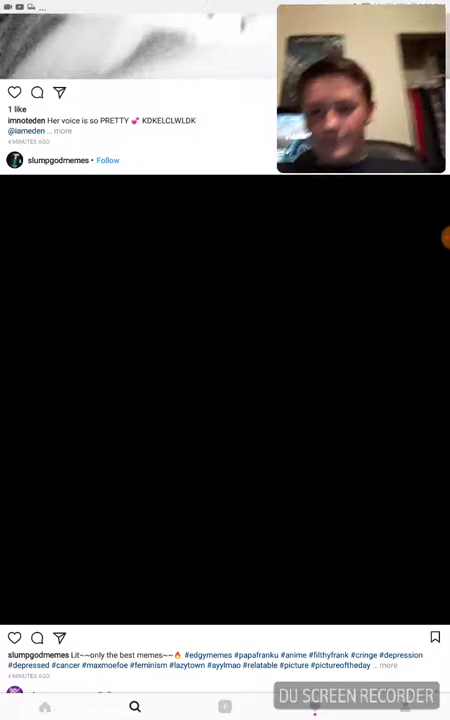 1 like
imnoteden Her voice is so PRETTY 💕 KDKELCLWLDK
@iameden ... more
4 MINUTES AGO
slumpgodmemes • Follow
slumpgodmemes Lit~~only the best memes~~🔥 #edgymemes #papafranku #anime #filthyfrank #cringe #depression
#depressed #cancer #maxmoefoe #feminism #lazytown #ayylmao #relatable #picture #pictureoftheday ... more
4 MINUTES AGO
DU SCREEN RECORDER